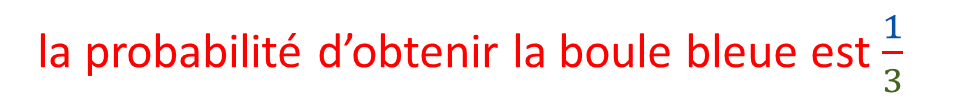 la probabilité d’obtenir la boule bleue est 1/3